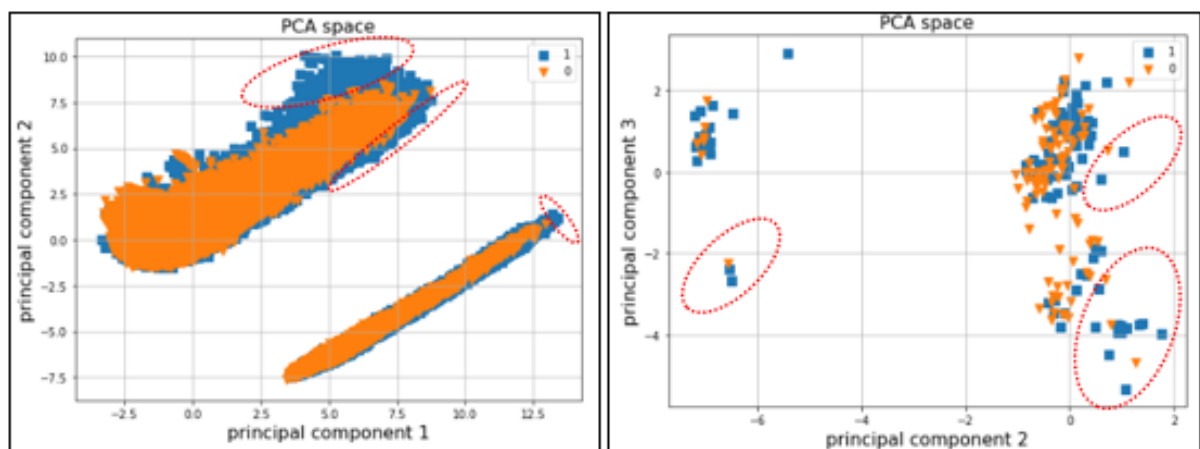 PCA space
1
0
principal component 2
10.0
7.5
5.0
2.5
0.0
−2.5
−5.0
−7.5
−2.5 0.0 2.5 5.0 7.5 10.0 12.5
principal component 1
PCA space
1
0
principal component 3
2
0
−2
−4
−6 −4 −2 0 2
principal component 2